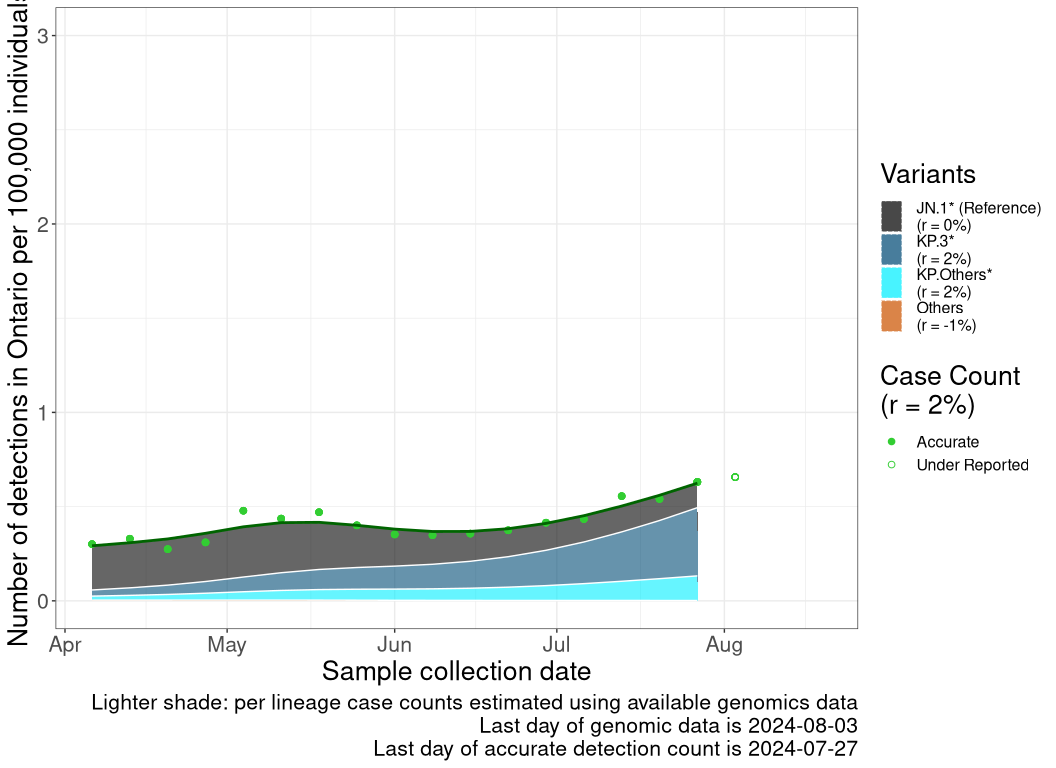 Number of detections in Ontario per 100,000 individuals
3
2
1
0
Apr
May
Jun
Jul
Aug
Sample collection date
Lighter shade: per lineage case counts estimated using available genomics data
Last day of genomic data is 2024-08-03
Last day of accurate detection count is 2024-07-27
Variants
JN.1* (Reference)
(r = 0%)
KP.3*
(r = 2%)
KP.Others*
(r = 2%)
Others
(r = -1%)
Case Count
(r = 2%)
Accurate
Under Reported